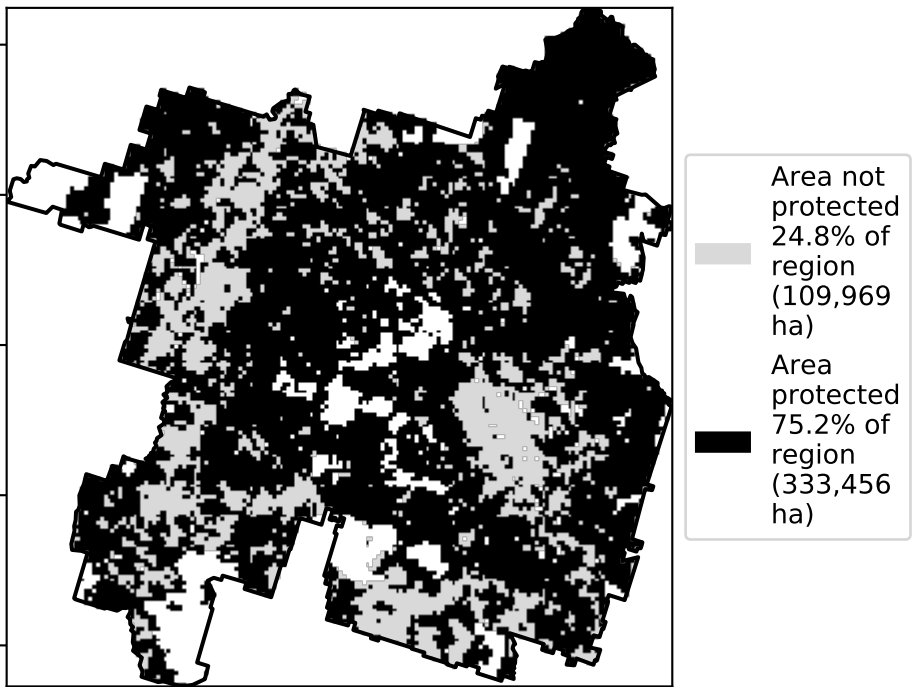 Area not
protected
24.8% of
region
(109,969
ha)
Area
protected
75.2% of
region
(333,456
ha)